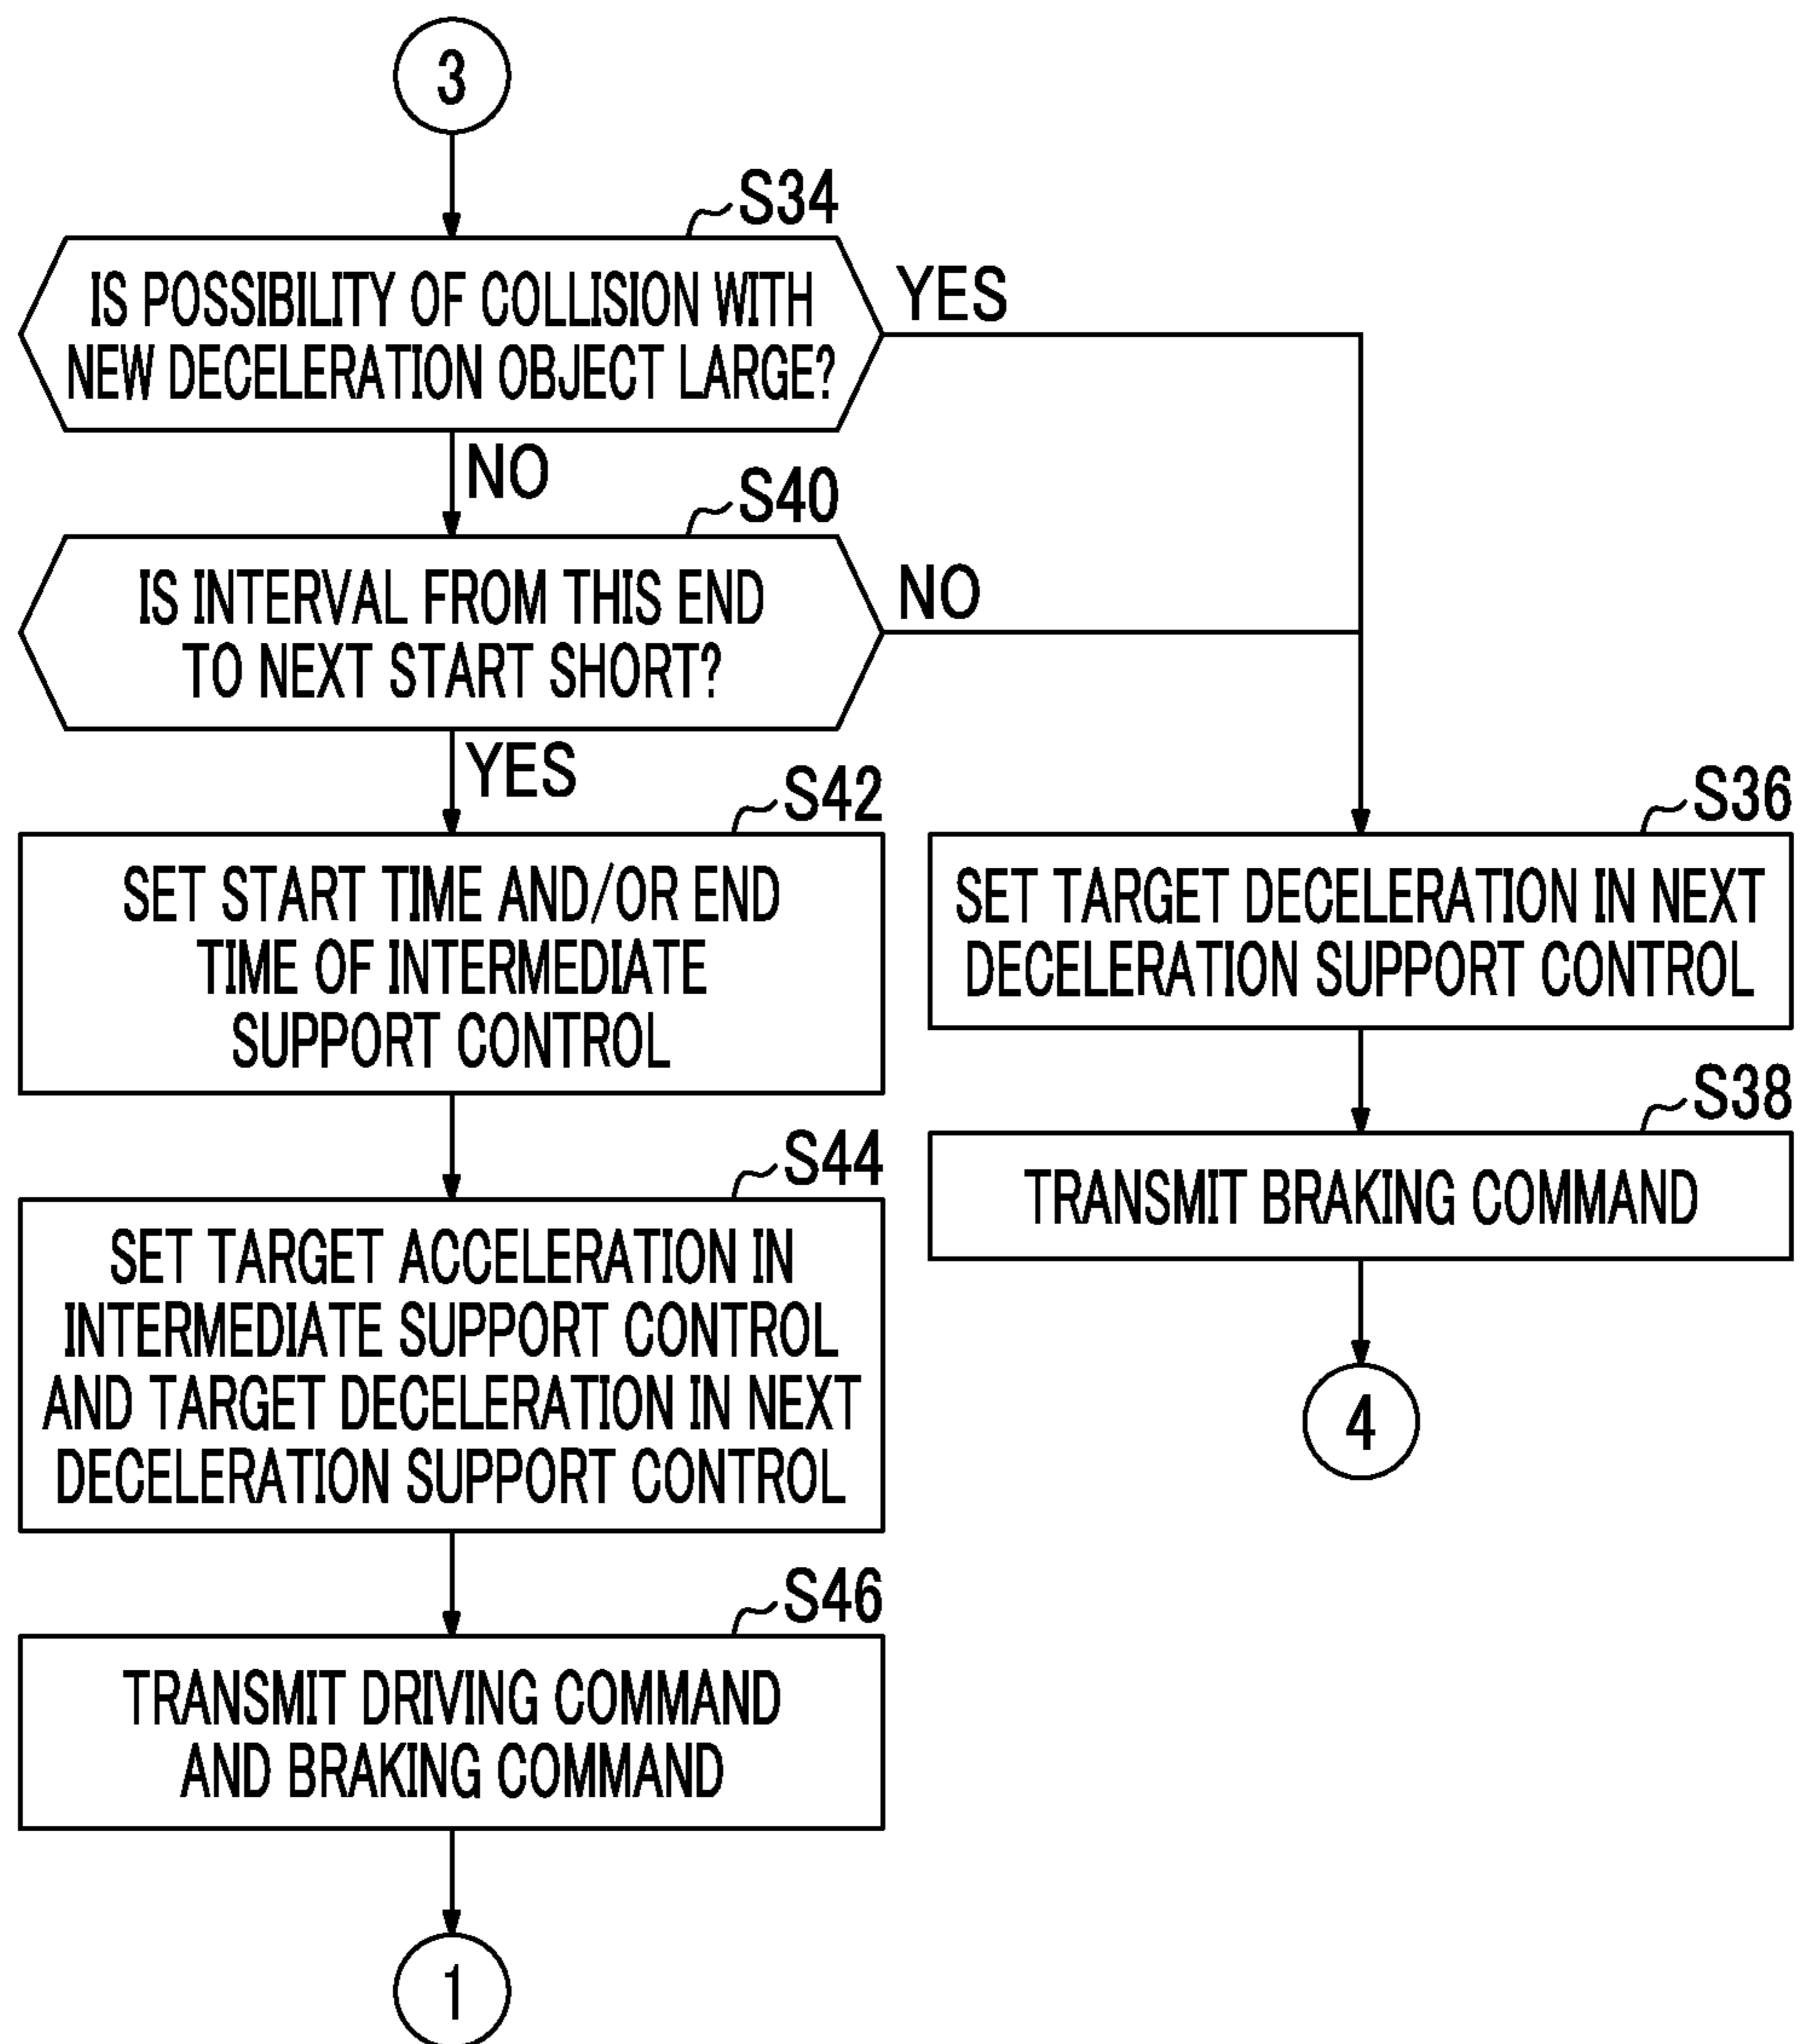 3
S34
IS POSSIBILITY OF COLLISION WITH
NEW DECELERATION OBJECT LARGE?
YES
NO
S40
IS INTERVAL FROM THIS END
TO NEXT START SHORT?
NO
YES
S42
SET START TIME AND/OR END
TIME OF INTERMEDIATE
SUPPORT CONTROL
S36
SET TARGET DECELERATION IN NEXT
DECELERATION SUPPORT CONTROL
S38
TRANSMIT BRAKING COMMAND
4
S44
SET TARGET ACCELERATION IN
INTERMEDIATE SUPPORT CONTROL
AND TARGET DECELERATION IN NEXT
DECELERATION SUPPORT CONTROL
S46
TRANSMIT DRIVING COMMAND
AND BRAKING COMMAND
1